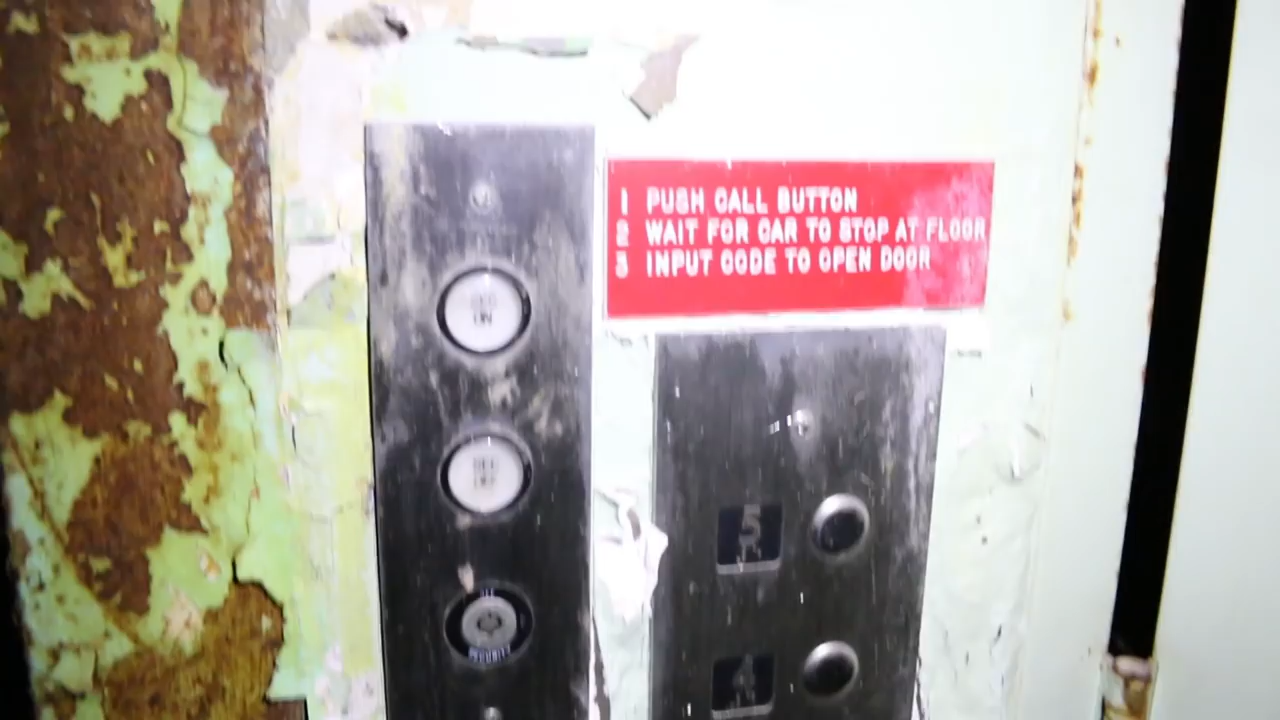 1 PUSH CALL BUTTON
2 WAIT FOR CAR TO STOP AT FLOOR
3 INPUT CODE TO OPEN DOOR
5
4
SECURITY